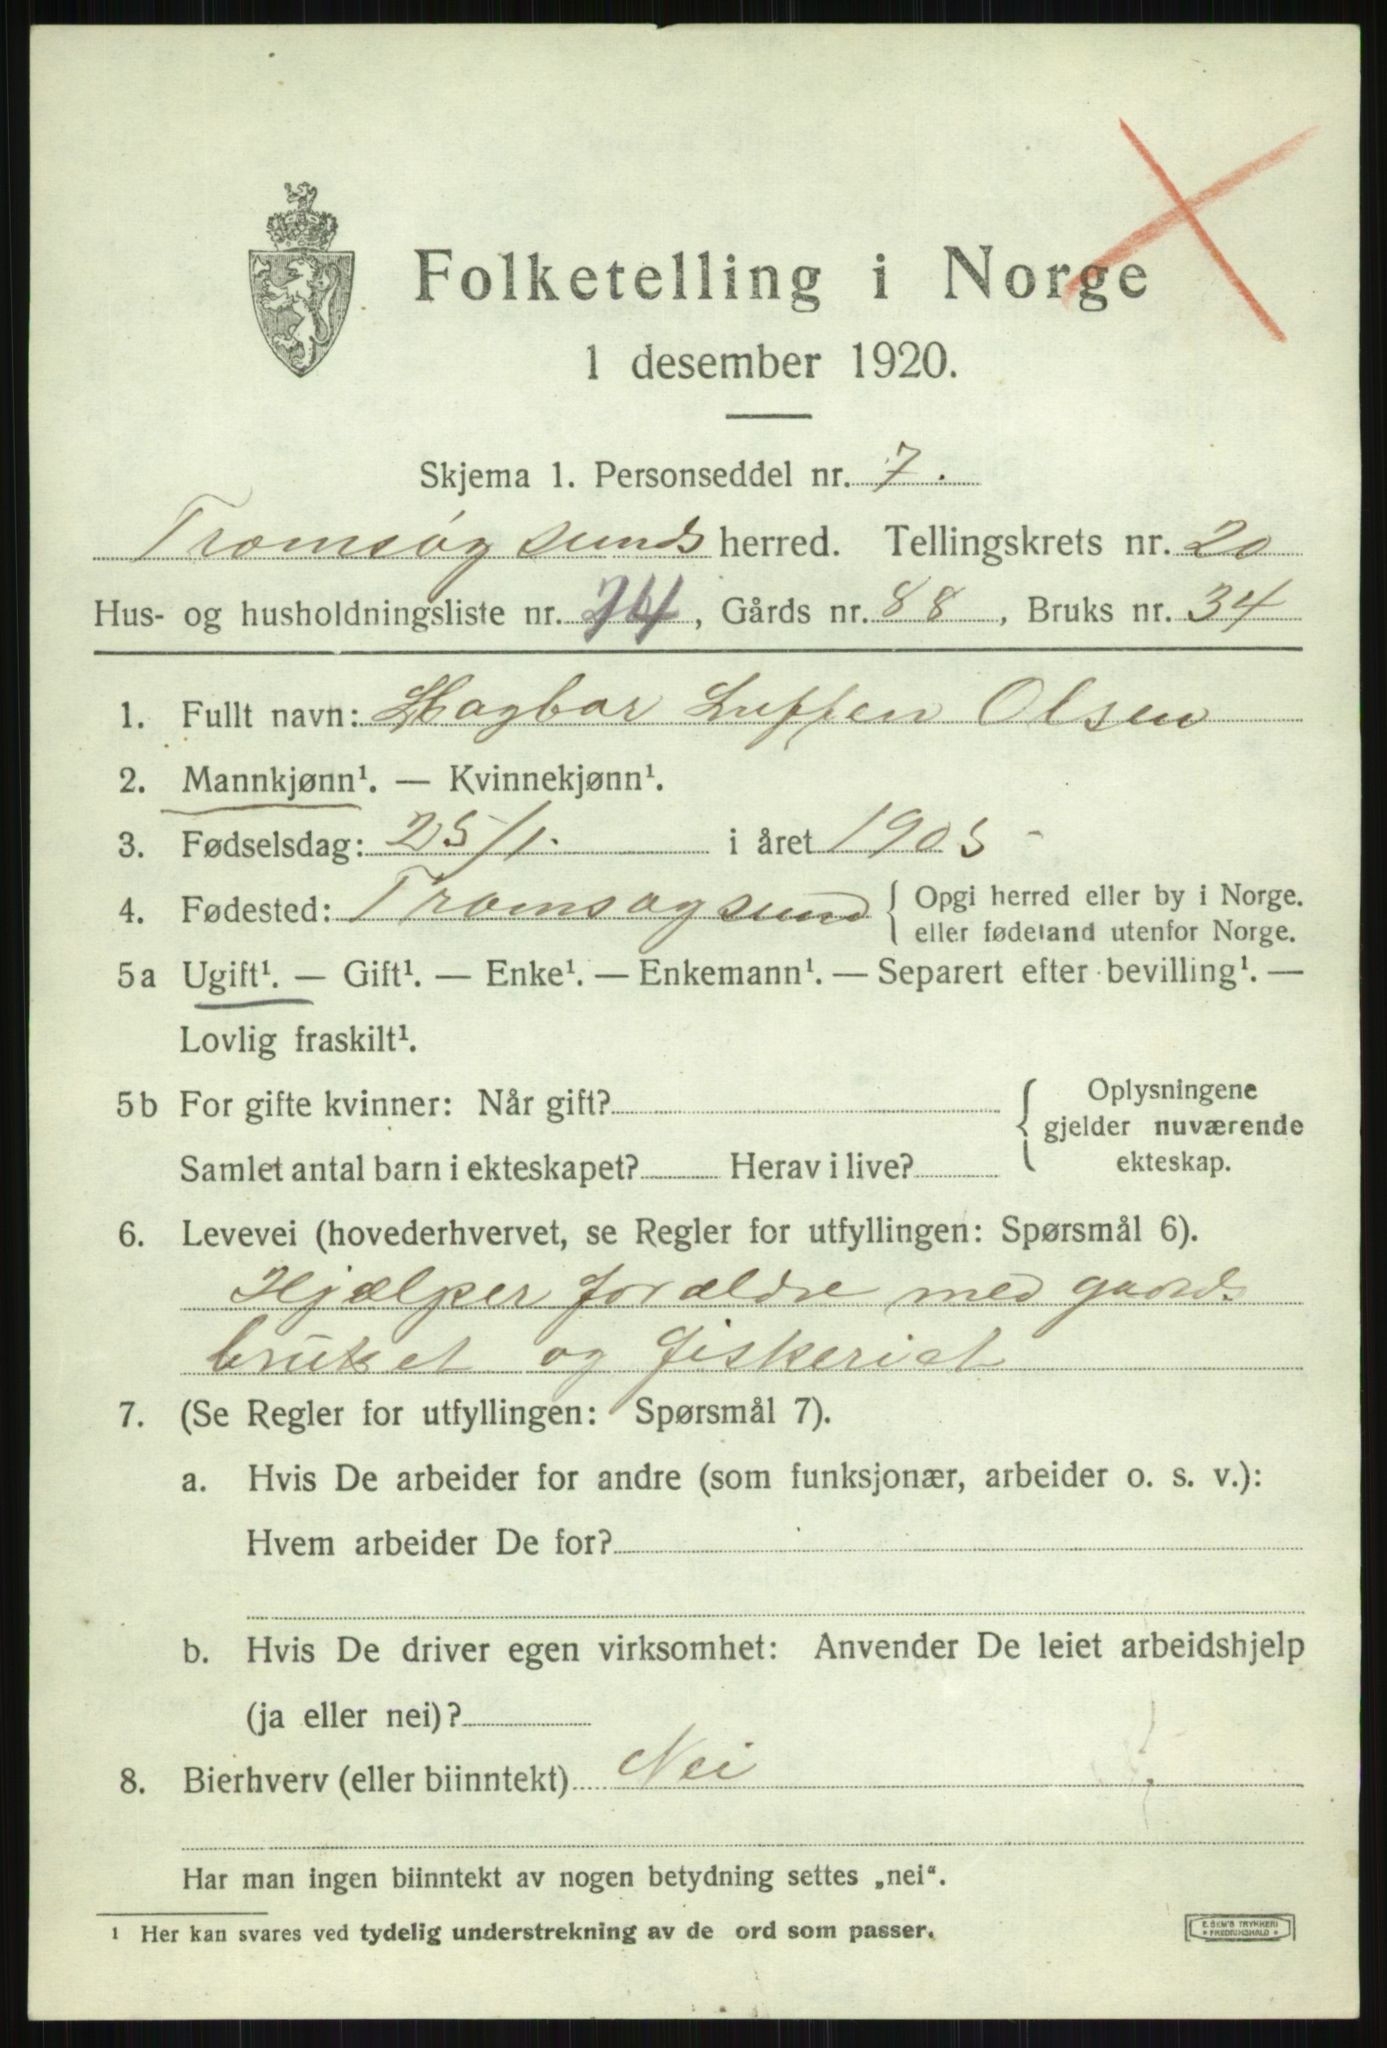 Folketelling i Norge
1 desember 1920.
Skjema 1. Personseddel nr. 7.
Tromsøysunds herred. Tellingskrets nr. 20
Hus- og husholdningsliste nr. 74, Gårds nr. 88, Bruks nr. 34
1. Fullt navn: Hagbar Luffen Olsen
2. Mannkjønn¹. — Kvinnekjønn¹.
3. Fødselsdag: 25/1. i året 1905
4. Fødested: Tromsøysund { Opgi herred eller by i Norge.
eller fødeland utenfor Norge.
5a Ugift¹. — Gift¹. — Enke¹. — Enkemann¹. — Separert efter bevilling¹. —
Lovlig fraskilt¹.
5b For gifte kvinner: Når gift? { Oplysningene
gjelder nuværende
ekteskap.
Samlet antal barn i ekteskapet? Herav i live?
6. Levevei (hovederhvervet, se Regler for utfyllingen: Spørsmål 6).
Hjælper forældre med gaards
bruket og fiskeriet
7. (Se Regler for utfyllingen: Spørsmål 7).
a. Hvis De arbeider for andre (som funksjonær, arbeider o. s. v.):
Hvem arbeider De for?
b. Hvis De driver egen virksomhet: Anvender De leiet arbeidshjelp
(ja eller nei)?
8. Bierhverv (eller biinntekt) Nei
Har man ingen biinntekt av nogen betydning settes „nei“.
¹ Her kan svares ved tydelig understrekning av de ord som passer.
E. SEM'S TRYKKERI
FREDRIKSHALD